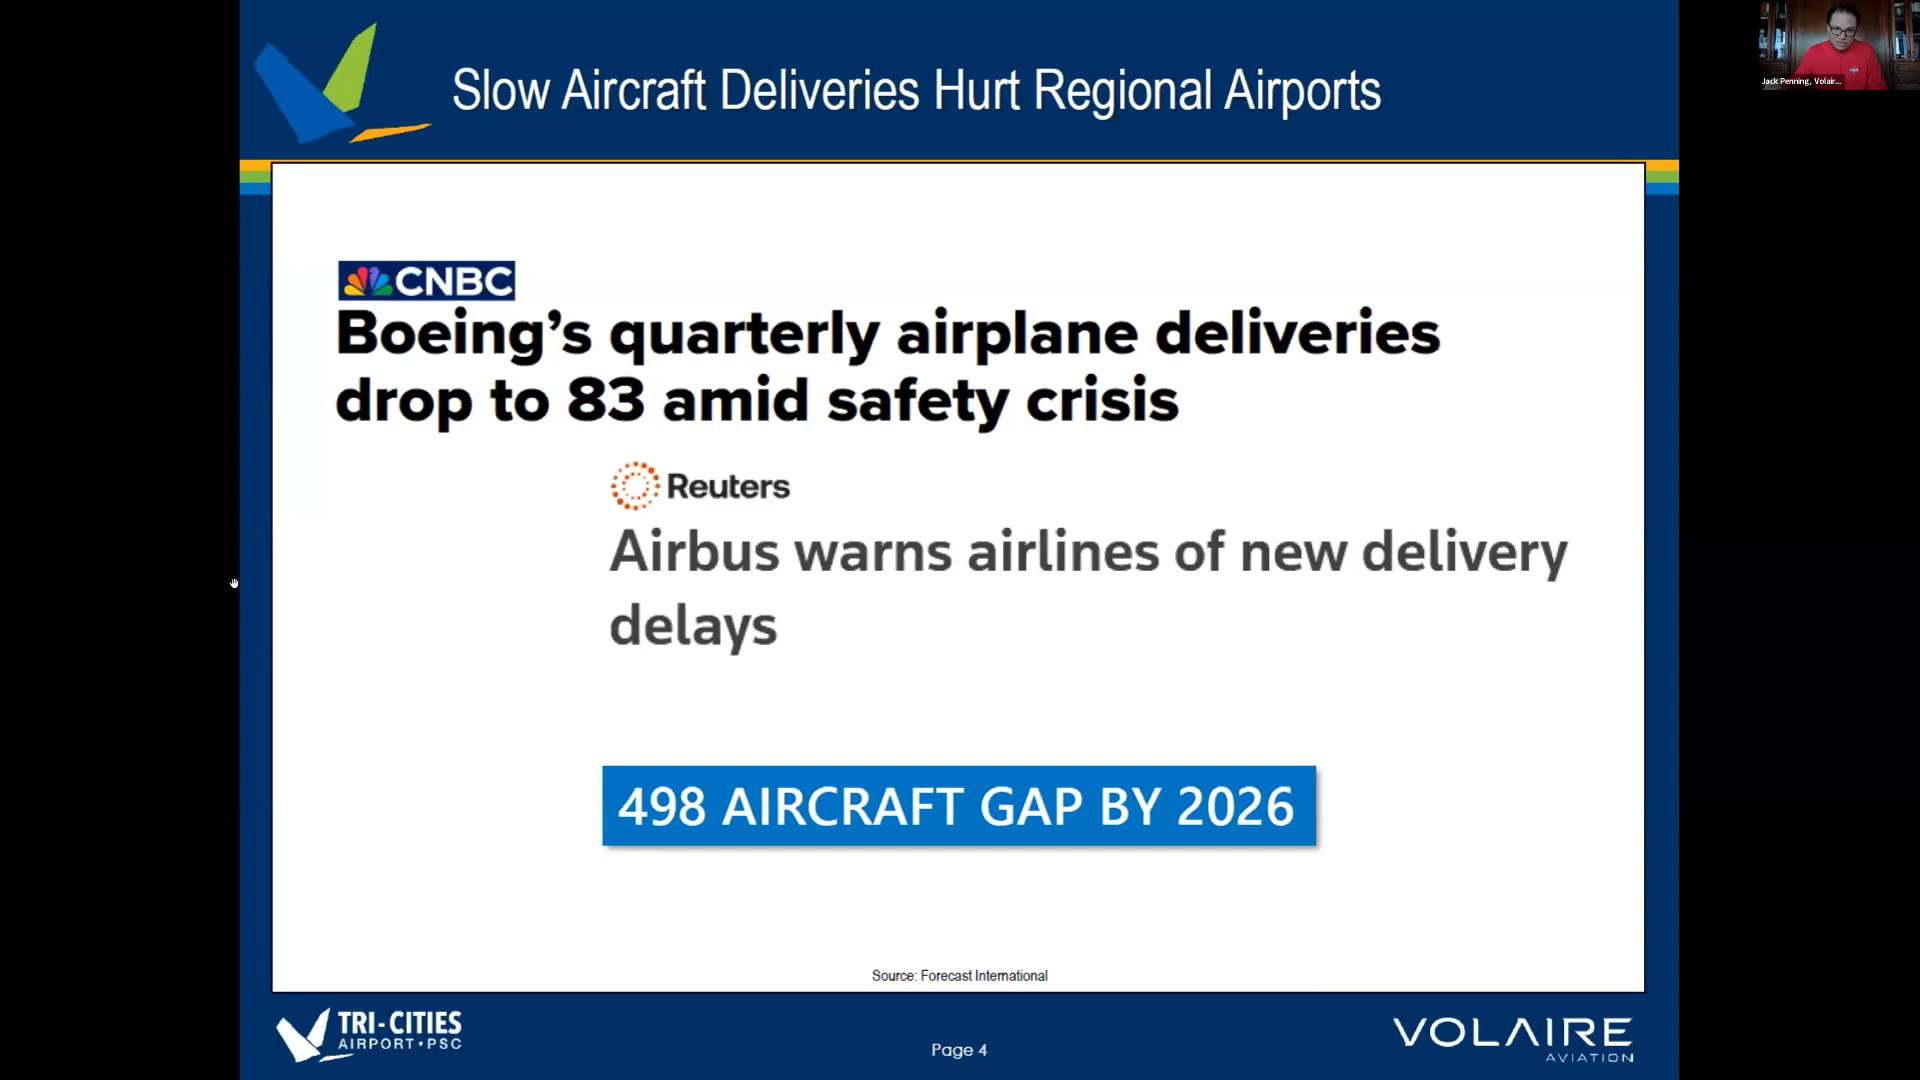 Slow Aircraft Deliveries Hurt Regional Airports
Jack Penning, Volair...
CNBC
Boeing’s quarterly airplane deliveries
drop to 83 amid safety crisis
Reuters
Airbus warns airlines of new delivery
delays
498 AIRCRAFT GAP BY 2026
Source: Forecast International
TRI-CITIES
AIRPORT•PSC
Page 4
VOLAIRE
AVIATION